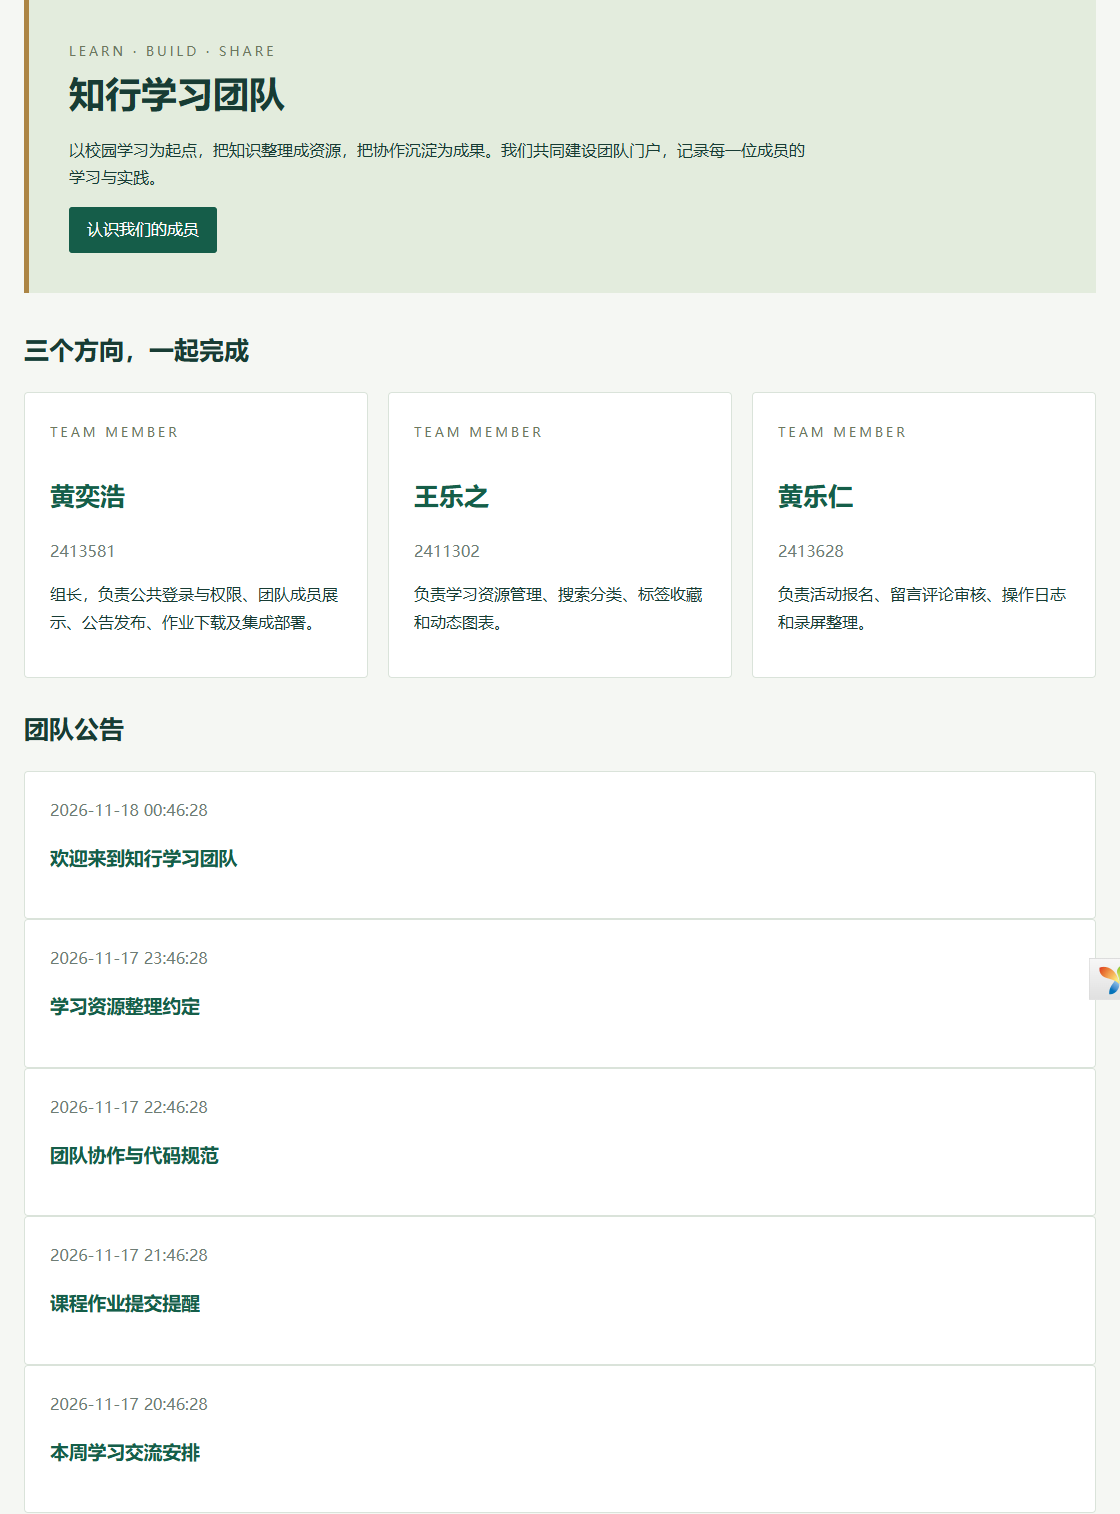 LEARN · BUILD · SHARE
知行学习团队
以校园学习为起点，把知识整理成资源，把协作沉淀为成果。我们共同建设团队门户，记录每一位成员的
学习与实践。
认识我们的成员
三个方向，一起完成
TEAM MEMBER
黄奕浩
2413581
组长，负责公共登录与权限、团队成员展
示、公告发布、作业下载及集成部署。
TEAM MEMBER
王乐之
2411302
负责学习资源管理、搜索分类、标签收藏
和动态图表。
TEAM MEMBER
黄乐仁
2413628
负责活动报名、留言评论审核、操作日志
和录屏整理。
团队公告
2026-11-18 00:46:28
欢迎来到知行学习团队
2026-11-17 23:46:28
学习资源整理约定
2026-11-17 22:46:28
团队协作与代码规范
2026-11-17 21:46:28
课程作业提交提醒
2026-11-17 20:46:28
本周学习交流安排